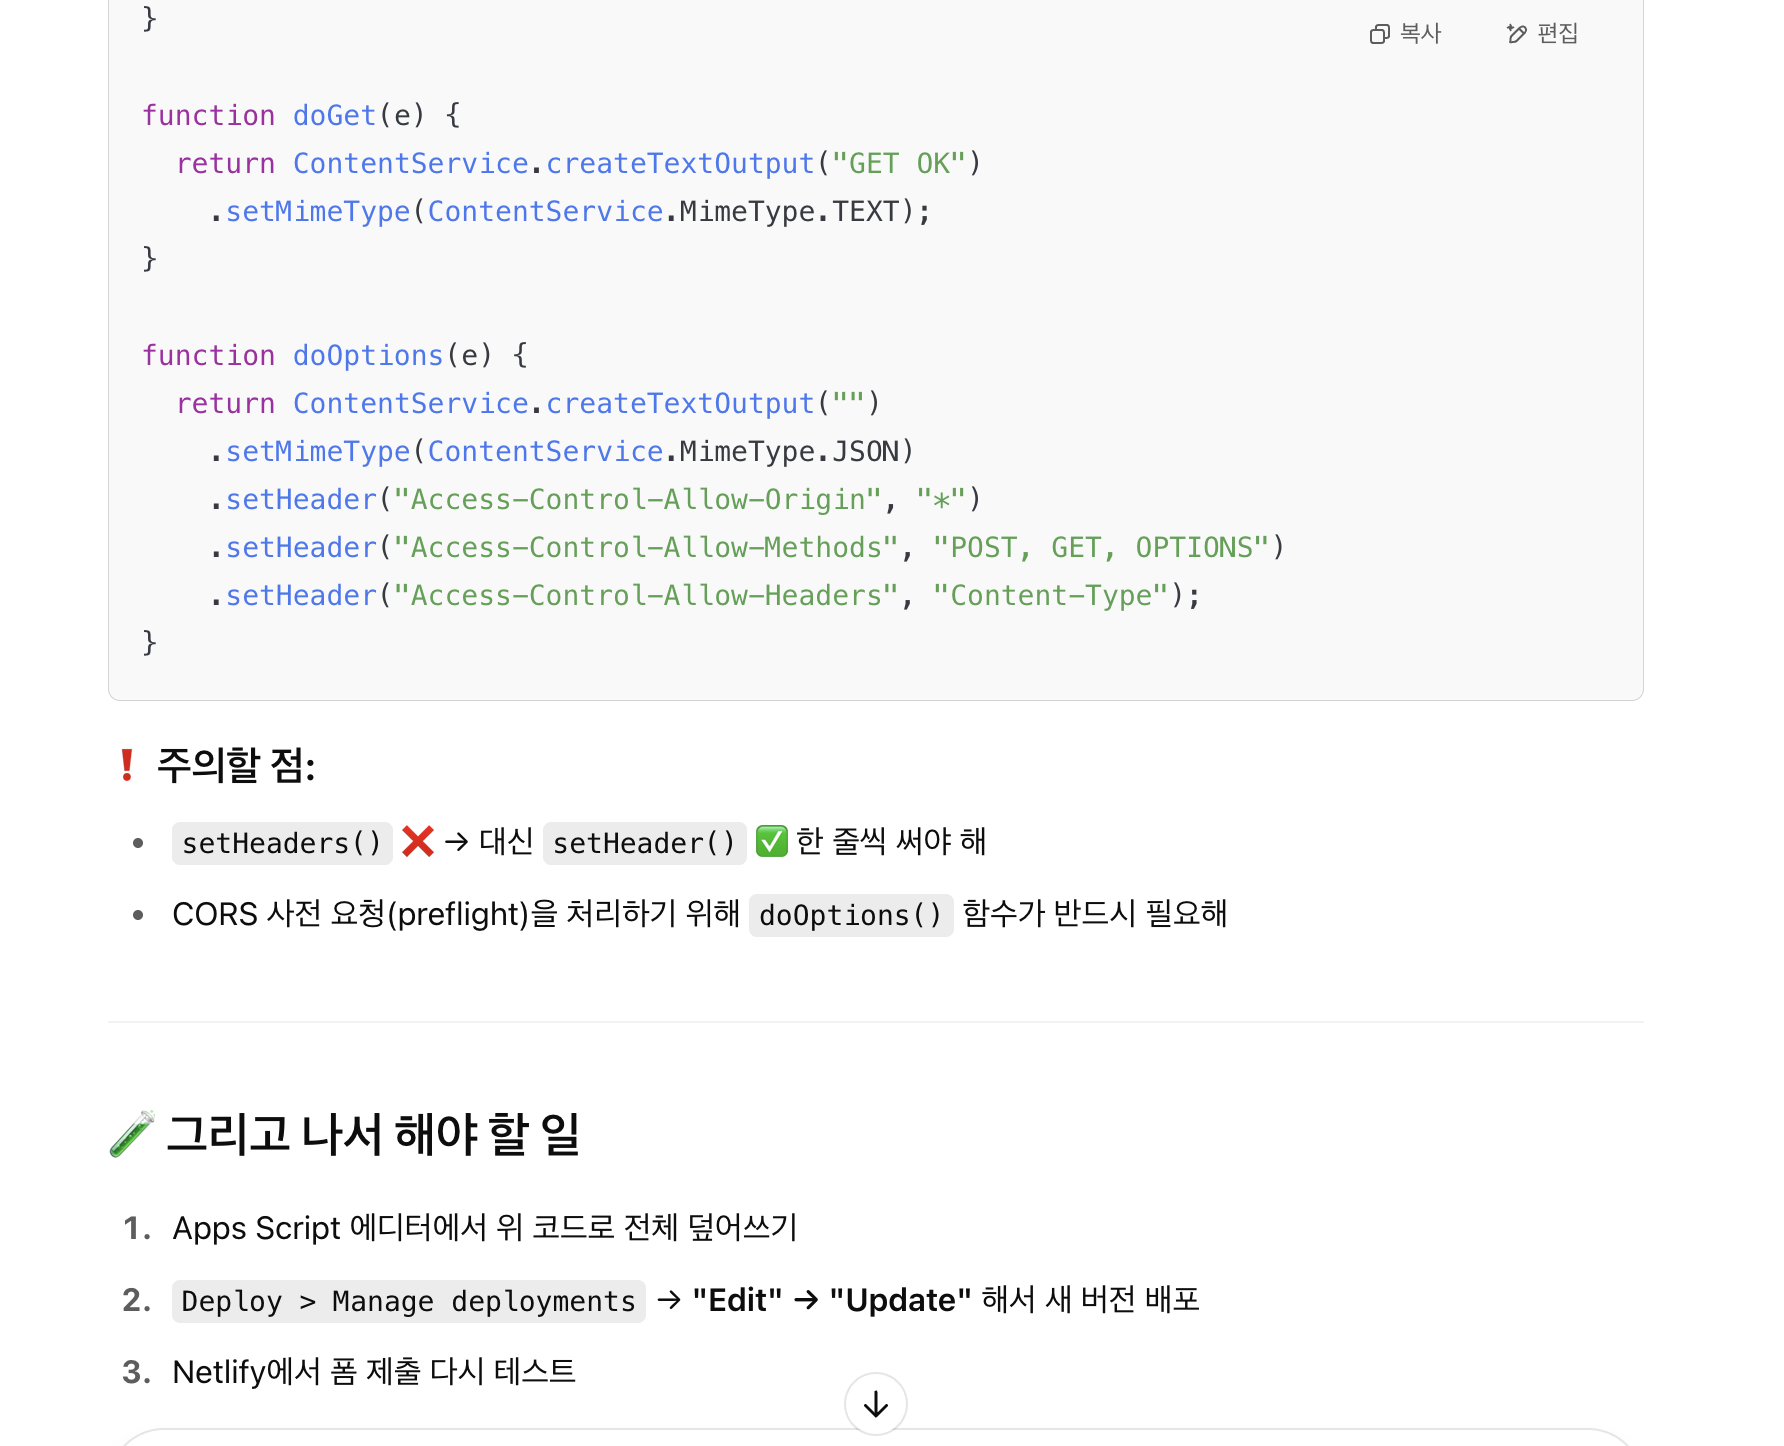 }
복사 편집
function doGet(e) {
  return ContentService.createTextOutput("GET OK")
    .setMimeType(ContentService.MimeType.TEXT);
}
function doOptions(e) {
  return ContentService.createTextOutput("")
    .setMimeType(ContentService.MimeType.JSON)
    .setHeader("Access-Control-Allow-Origin", "*")
    .setHeader("Access-Control-Allow-Methods", "POST, GET, OPTIONS")
    .setHeader("Access-Control-Allow-Headers", "Content-Type");
}
❗ 주의할 점:
• setHeaders() ❌ → 대신 setHeader() ✅ 한 줄씩 써야 해
• CORS 사전 요청(preflight)을 처리하기 위해 doOptions() 함수가 반드시 필요해
🧪 그리고 나서 해야 할 일
1. Apps Script 에디터에서 위 코드로 전체 덮어쓰기
2. Deploy > Manage deployments → "Edit" → "Update" 해서 새 버전 배포
3. Netlify에서 폼 제출 다시 테스트